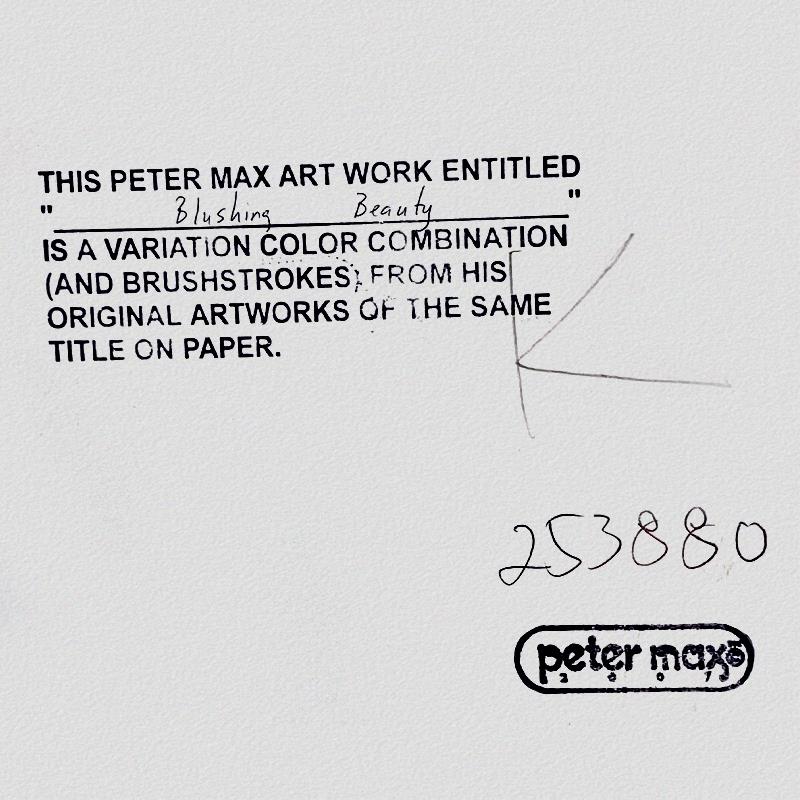 THIS PETER MAX ART WORK ENTITLED
" Blushing Beauty "
IS A VARIATION COLOR COMBINATION
(AND BRUSHSTROKES) FROM HIS
ORIGINAL ARTWORKS OF THE SAME
TITLE ON PAPER.
K
253880
peter max